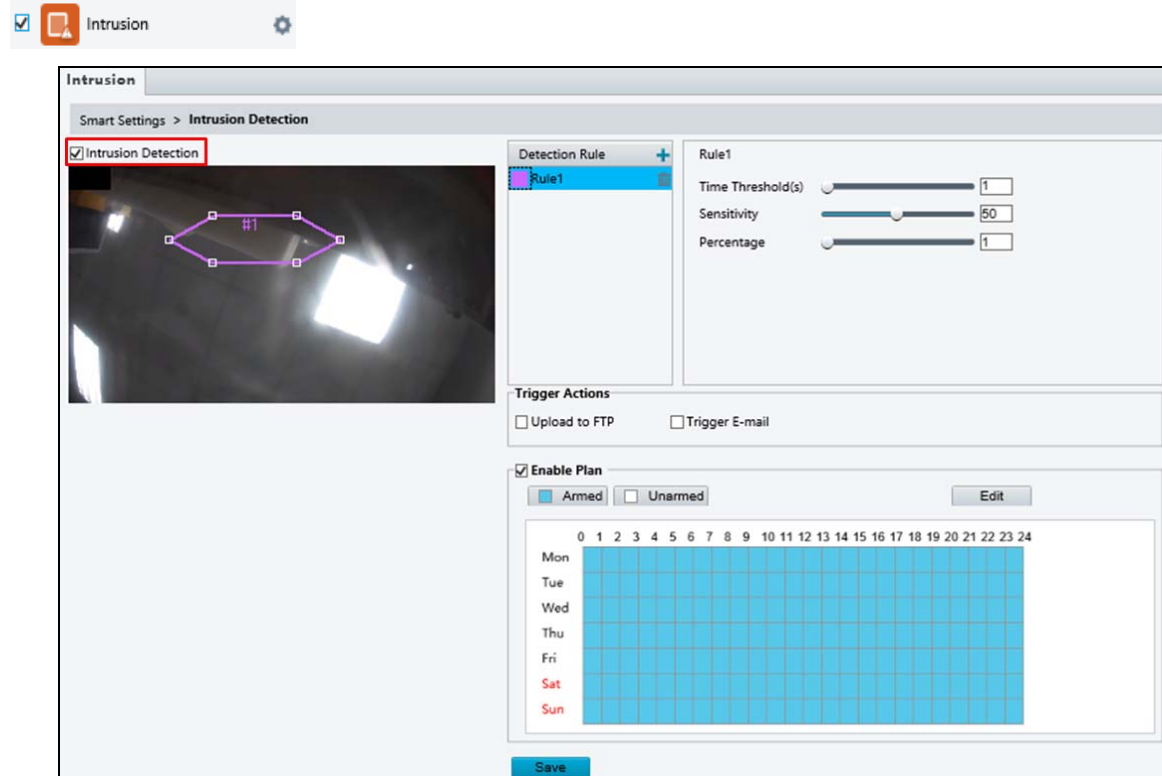 Intrusion
Intrusion
Smart Settings > Intrusion Detection
Intrusion Detection
#1
Detection Rule
Rule1
Rule1
Time Threshold(s) 1
Sensitivity 50
Percentage 1
Trigger Actions
Upload to FTP Trigger E-mail
Enable Plan
Armed Unarmed Edit
0 1 2 3 4 5 6 7 8 9 10 11 12 13 14 15 16 17 18 19 20 21 22 23 24
Mon
Tue
Wed
Thu
Fri
Sat
Sun
Save